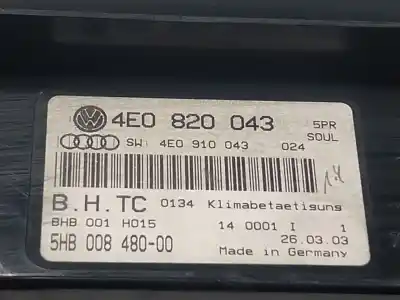 4E0 820 043 5PR
SOUL
SW: 4E0 910 043 024
B.H.TC 0134 Klimabetaetigung
BHB 001 H015 14 0001 I 1
5HB 008 480-00 26.03.03
Made in Germany